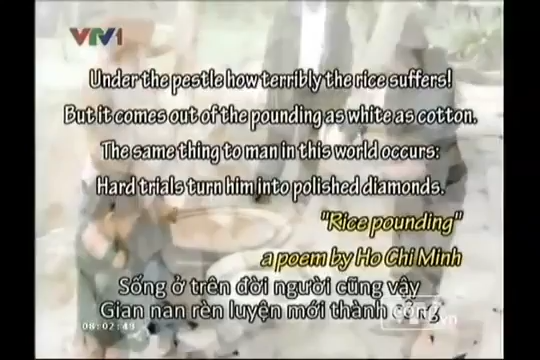 VTV1
Under the pestle how terribly the rice suffers!
But it comes out of the pounding as white as cotton.
The same thing to man in this world occurs:
Hard trials turn him into polished diamonds.
"Rice pounding"
a poem by Ho Chi Minh
Sống ở trên đời người cũng vậy
Gian nan rèn luyện mới thành công
08:02:49